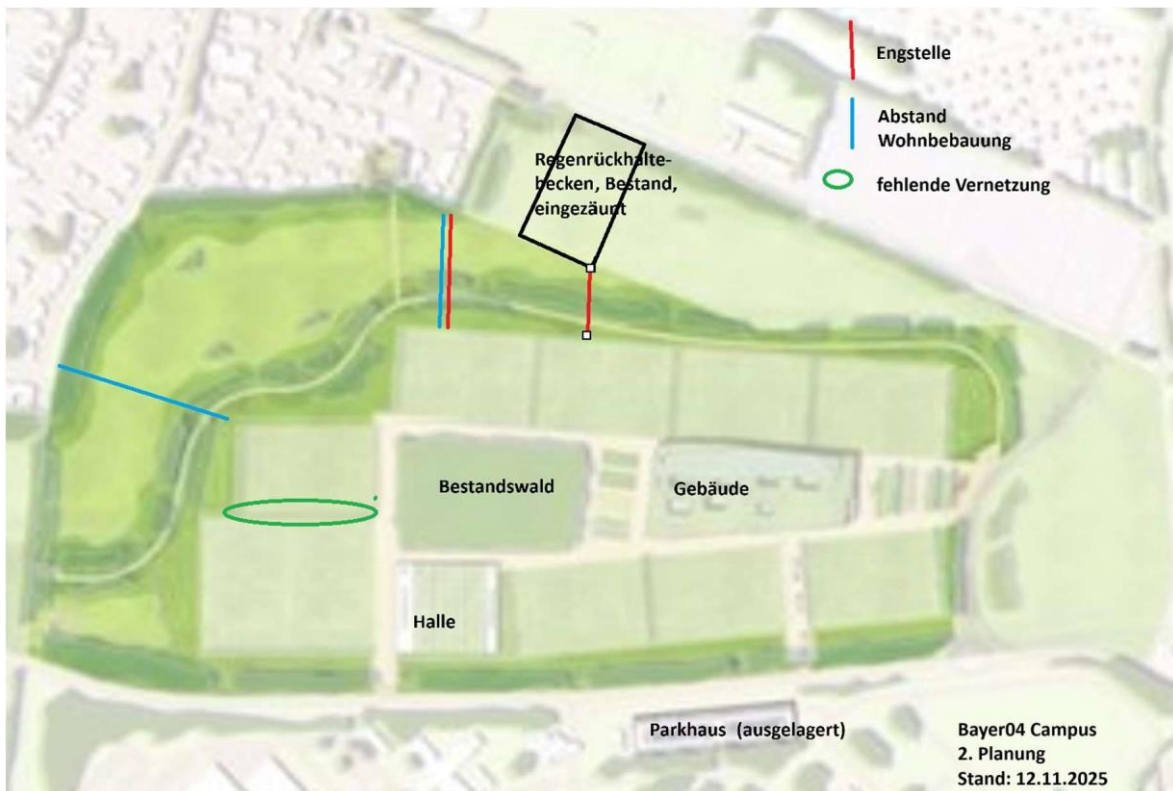 Engstelle
Abstand
Wohnbebauung
fehlende Vernetzung
Regenrückhalte-
becken, Bestand,
eingezäunt
Bestandswald
Gebäude
Halle
Parkhaus (ausgelagert)
Bayer04 Campus
2. Planung
Stand: 12.11.2025